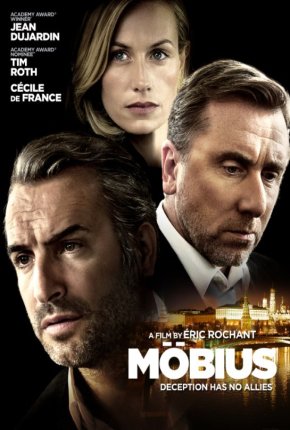 ACADEMY AWARD®
WINNER
JEAN
DUJARDIN
ACADEMY AWARD®
NOMINEE
TIM
ROTH
CÉCILE
DE FRANCE
A FILM BY ÉRIC ROCHANT
MÖBIUS
DECEPTION HAS NO ALLIES